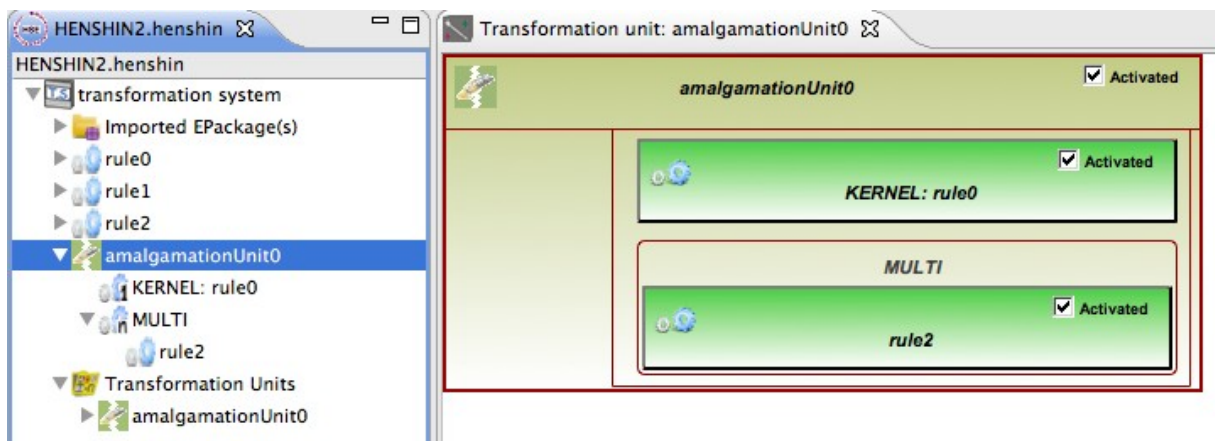 HENSHIN2.henshin
HENSHIN2.henshin
transformation system
Imported EPackage(s)
rule0
rule1
rule2
amalgamationUnit0
KERNEL: rule0
MULTI
rule2
Transformation Units
amalgamationUnit0
Transformation unit: amalgamationUnit0
amalgamationUnit0
Activated
Activated
KERNEL: rule0
MULTI
Activated
rule2